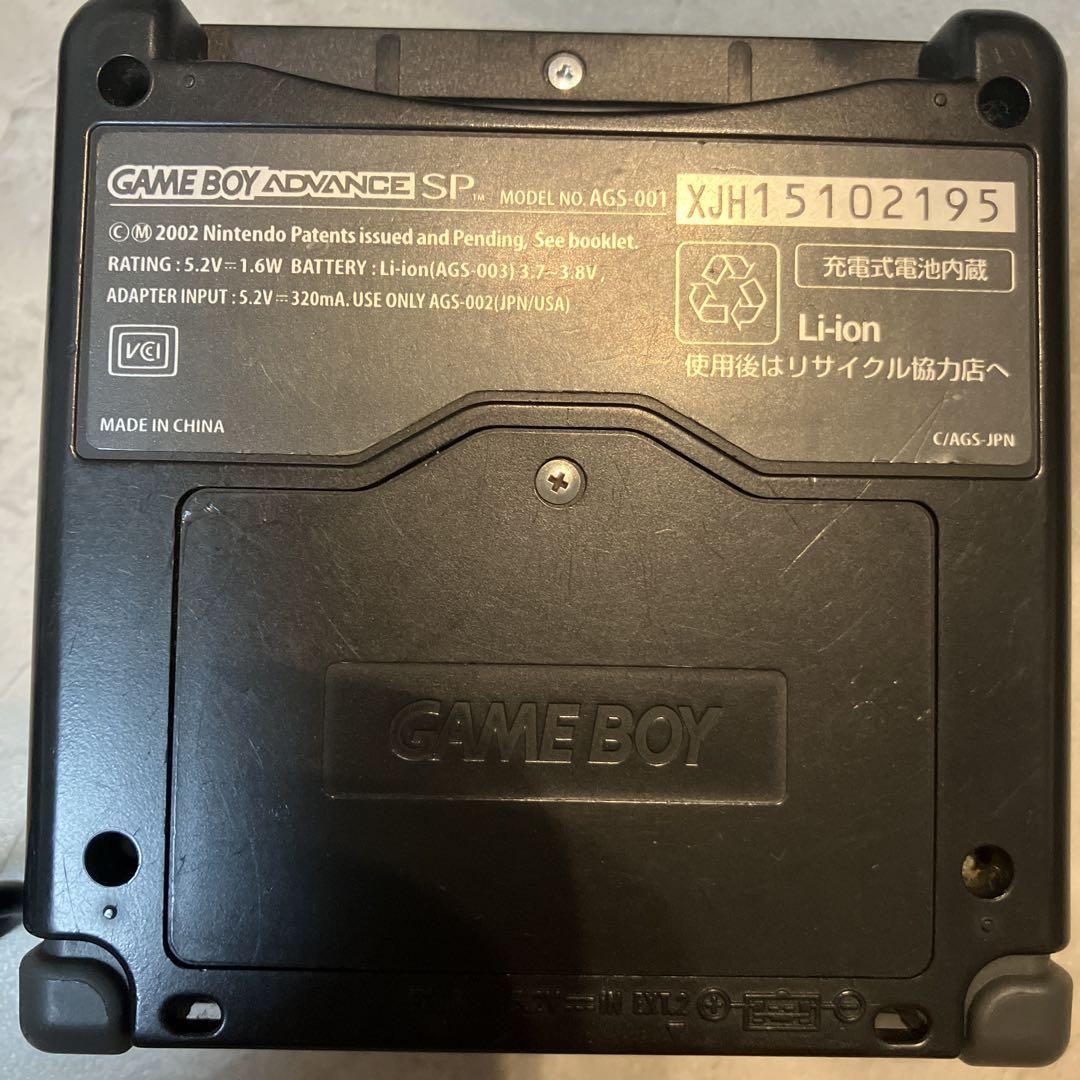 GAME BOY ADVANCE SP™ MODEL NO. AGS-001 XJH15102195
ⒸⓂ 2002 Nintendo Patents issued and Pending, See booklet.
RATING : 5.2V⎓1.6W BATTERY : Li-ion(AGS-003) 3.7~3.8V ,
ADAPTER INPUT : 5.2V⎓320mA. USE ONLY AGS-002(JPN/USA)
VCI
MADE IN CHINA
充電式電池内蔵
Li-ion
使用後はリサイクル協力店へ
C/AGS-JPN
GAME BOY
IN EXT.2